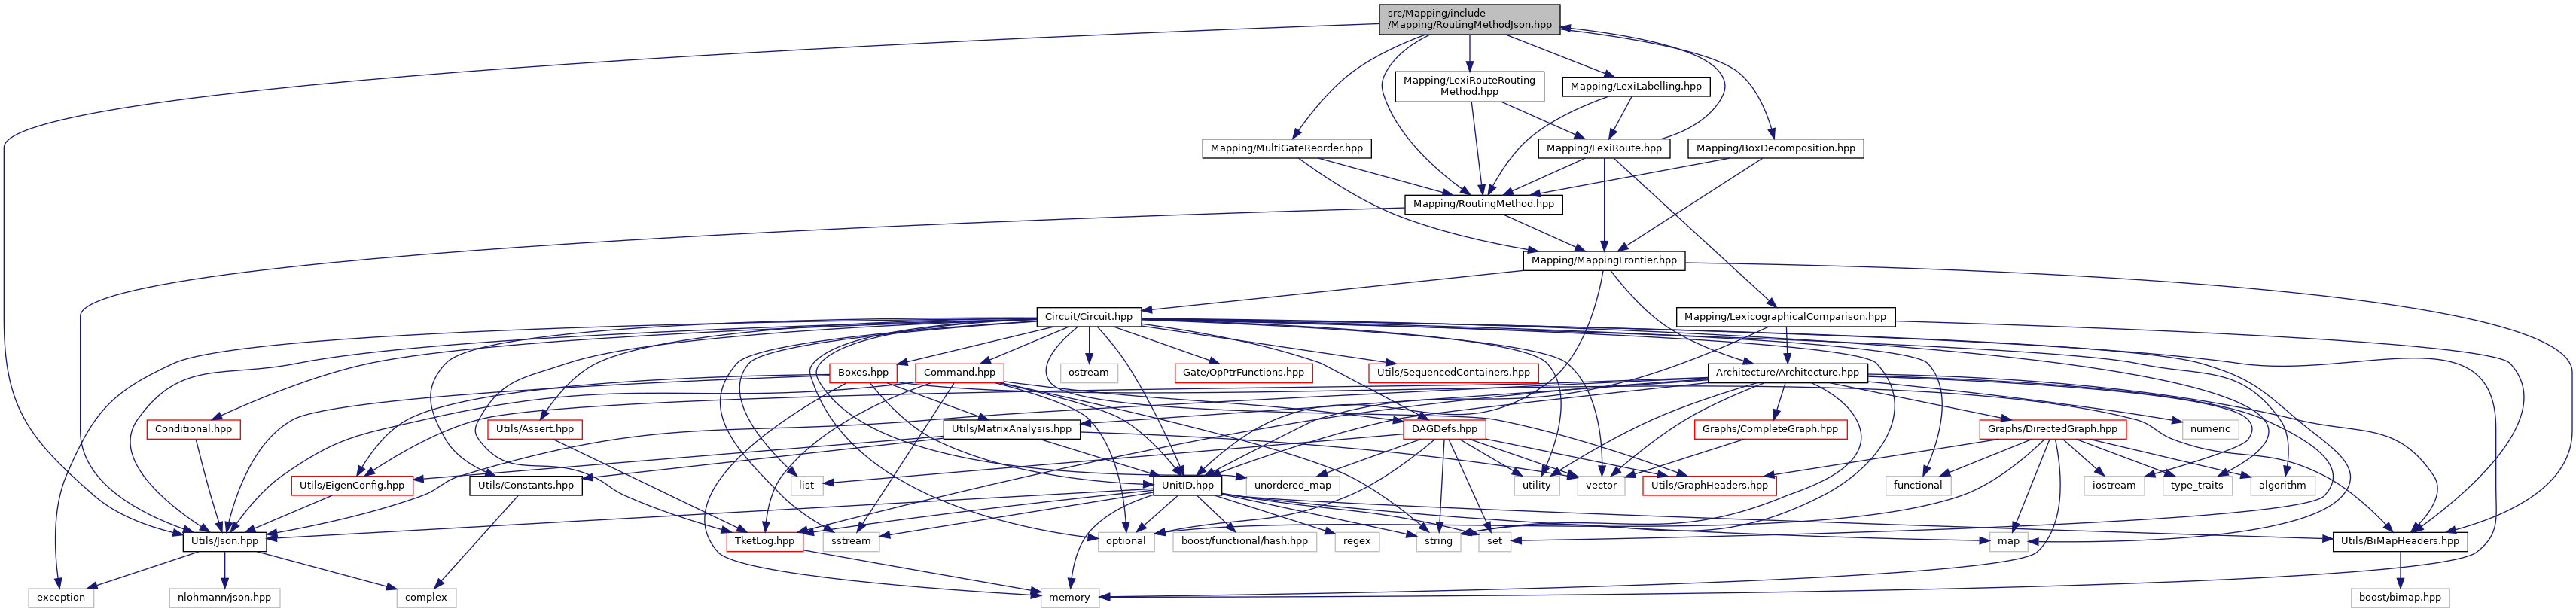 src/Mapping/include
/Mapping/RoutingMethodJson.hpp
Mapping/LexiRouteRouting
Method.hpp
Mapping/LexiLabelling.hpp
Mapping/MultiGateReorder.hpp
Mapping/LexiRoute.hpp
Mapping/BoxDecomposition.hpp
Mapping/RoutingMethod.hpp
Mapping/MappingFrontier.hpp
Circuit/Circuit.hpp
Mapping/LexicographicalComparison.hpp
Boxes.hpp
Command.hpp
ostream
Gate/OpPtrFunctions.hpp
Utils/SequencedContainers.hpp
Architecture/Architecture.hpp
Conditional.hpp
Utils/Assert.hpp
Utils/MatrixAnalysis.hpp
DAGDefs.hpp
Graphs/CompleteGraph.hpp
Graphs/DirectedGraph.hpp
numeric
Utils/EigenConfig.hpp
Utils/Constants.hpp
list
UnitID.hpp
unordered_map
utility
vector
Utils/GraphHeaders.hpp
functional
iostream
type_traits
algorithm
Utils/Json.hpp
TketLog.hpp
sstream
optional
boost/functional/hash.hpp
regex
string
set
map
Utils/BiMapHeaders.hpp
exception
nlohmann/json.hpp
complex
memory
boost/bimap.hpp